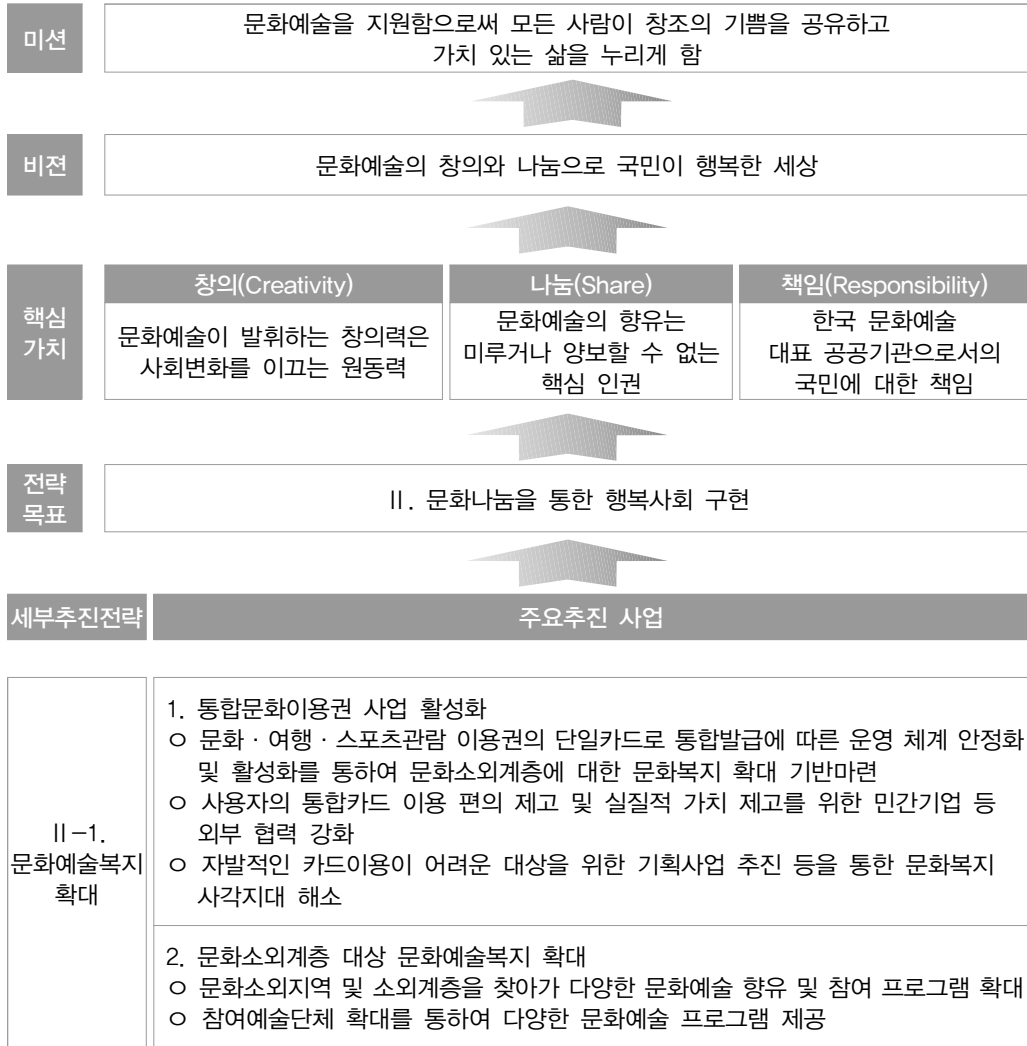 미션
문화예술을 지원함으로써 모든 사람이 창조의 기쁨을 공유하고
가치 있는 삶을 누리게 함
비젼
문화예술의 창의와 나눔으로 국민이 행복한 세상
핵심
가치
창의(Creativity)
문화예술이 발휘하는 창의력은
사회변화를 이끄는 원동력
나눔(Share)
문화예술의 향유는
미루거나 양보할 수 없는
핵심 인권
책임(Responsibility)
한국 문화예술
대표 공공기관으로서의
국민에 대한 책임
전략
목표
Ⅱ. 문화나눔을 통한 행복사회 구현
세부추진전략
주요추진 사업
Ⅱ-1.
문화예술복지
확대
1. 통합문화이용권 사업 활성화
ㅇ 문화·여행·스포츠관람 이용권의 단일카드로 통합발급에 따른 운영 체계 안정화
및 활성화를 통하여 문화소외계층에 대한 문화복지 확대 기반마련
ㅇ 사용자의 통합카드 이용 편의 제고 및 실질적 가치 제고를 위한 민간기업 등
외부 협력 강화
ㅇ 자발적인 카드이용이 어려운 대상을 위한 기획사업 추진 등을 통한 문화복지
사각지대 해소
2. 문화소외계층 대상 문화예술복지 확대
ㅇ 문화소외지역 및 소외계층을 찾아가 다양한 문화예술 향유 및 참여 프로그램 확대
ㅇ 참여예술단체 확대를 통하여 다양한 문화예술 프로그램 제공